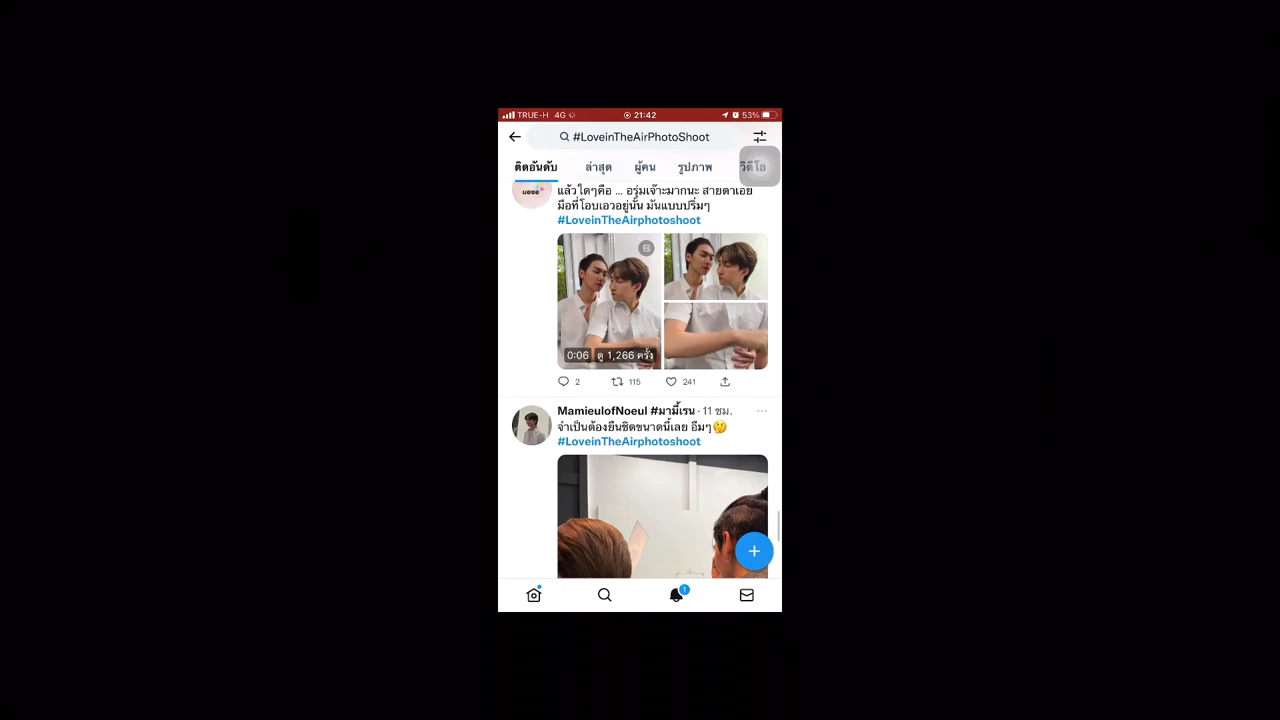 TRUE-H 4G 21:42 53%
#LoveinTheAirPhotoShoot
ติดอันดับ ล่าสุด ผู้คน รูปภาพ วิดีโอ
แล้ว ใดๆคือ ... อรุ่มเจ๊าะมากนะ สายตาเอย
มือที่โอบเอวอยู่นั้น มันแบบปริ่มๆ
#LoveinTheAirphotoshoot
0:06 ดู 1,266 ครั้ง
2 115 241
MamieulofNoeul #มามี้เรน · 11 ชม.
จำเป็นต้องยืนชิดขนาดนี้เลย อืมๆ🤔
#LoveinTheAirphotoshoot
1